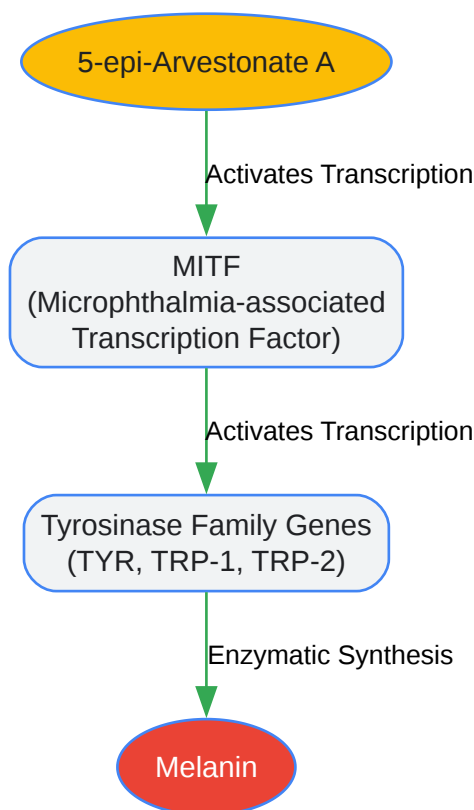 5-epi-Arvestonate A
Activates Transcription
MITF
(Microphthalmia-associated
Transcription Factor)
Activates Transcription
Tyrosinase Family Genes
(TYR, TRP-1, TRP-2)
Enzymatic Synthesis
Melanin